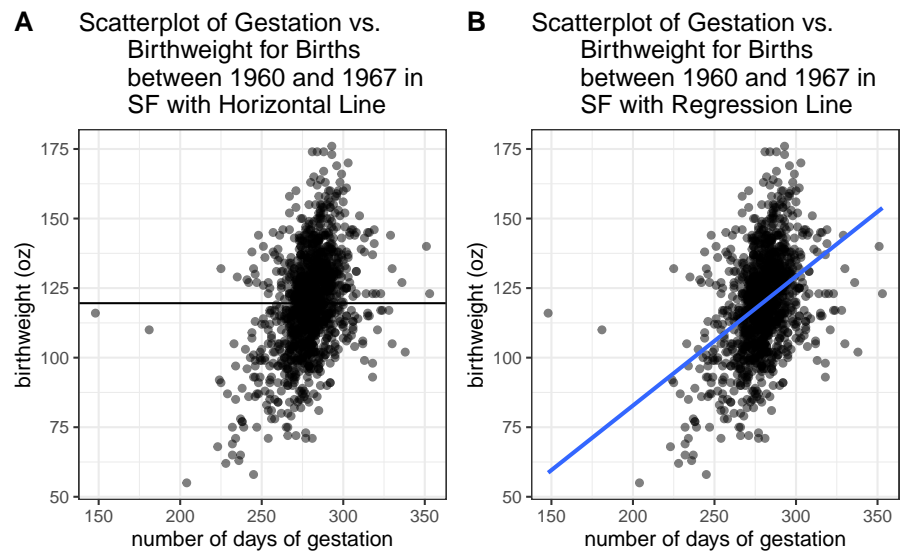 A
Scatterplot of Gestation vs.
Birthweight for Births
between 1960 and 1967 in
SF with Horizontal Line
175
150
125
100
75
50
birthweight (oz)
150 200 250 300 350
number of days of gestation
B
Scatterplot of Gestation vs.
Birthweight for Births
between 1960 and 1967 in
SF with Regression Line
175
150
125
100
75
50
birthweight (oz)
150 200 250 300 350
number of days of gestation